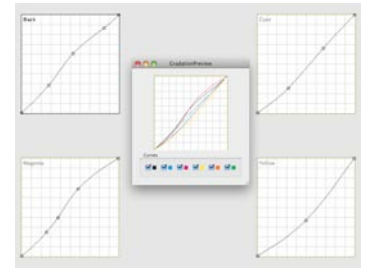 Black
Cyan
GradationPreview
Curves
Magenta
Yellow